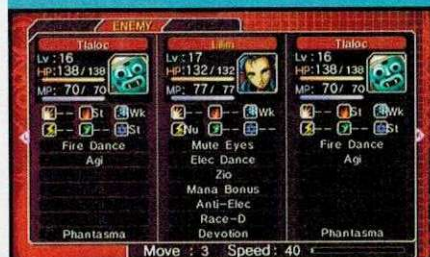 ENEMY
Tlaloc
Lv : 16
HP:138/138
MP: 70/ 70
-- St Wk
-- -- St
Fire Dance
Agi
Phantasma
Lilim
Lv : 17
HP:132/132
MP: 77/ 77
-- -- Wk
Nu -- --
Mute Eyes
Elec Dance
Zio
Mana Bonus
Anti-Elec
Race-D
Devotion
Tlaloc
Lv : 16
HP:138/138
MP: 70/ 70
-- St Wk
-- -- St
Fire Dance
Agi
Phantasma
Move : 3 Speed: 40